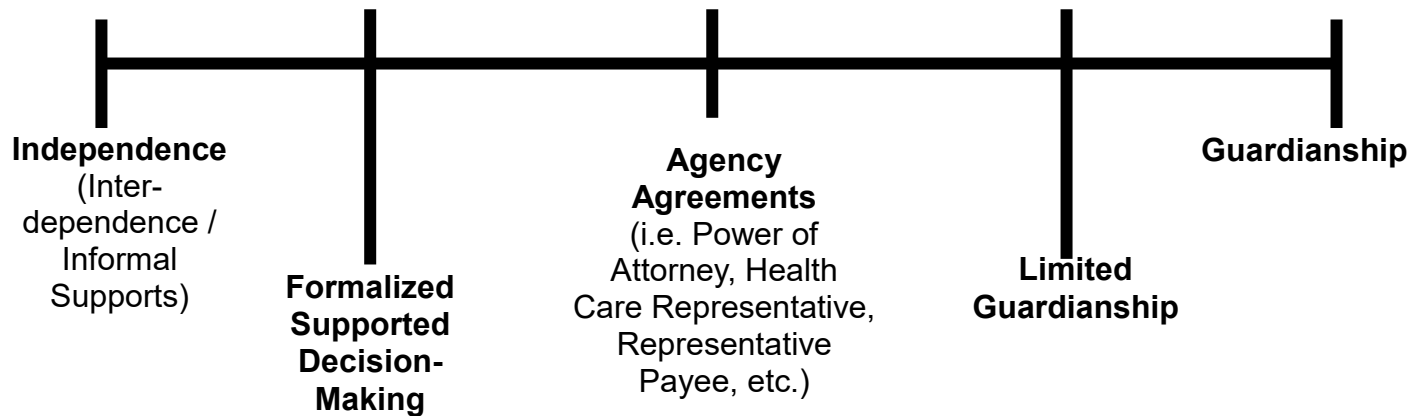 Independence
(Inter-
dependence /
Informal
Supports)
Formalized
Supported
Decision-
Making
Agency
Agreements
(i.e. Power of
Attorney, Health
Care Representative,
Representative
Payee, etc.)
Limited
Guardianship
Guardianship